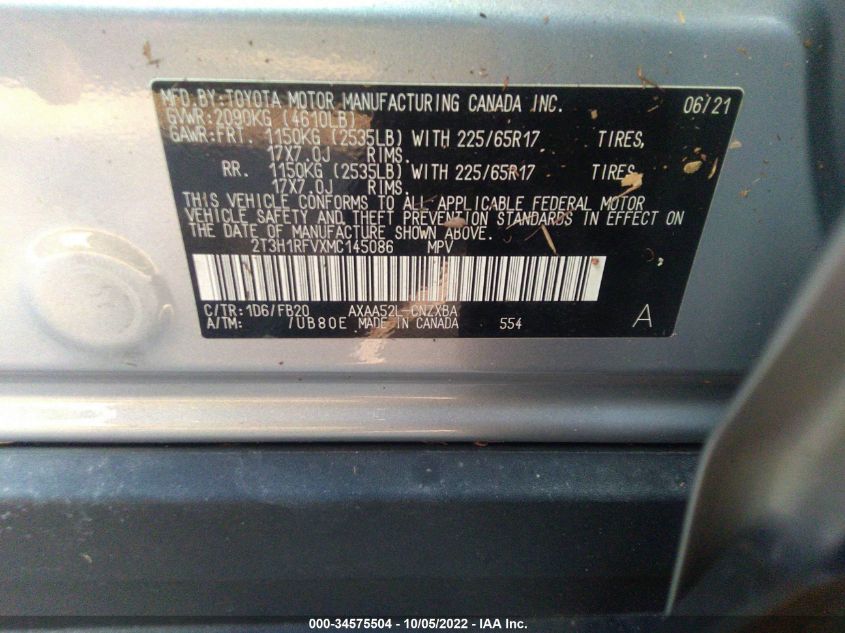 MFD.BY:TOYOTA MOTOR MANUFACTURING CANADA INC. 06/21
GVWR:2090KG (4610LB)
GAWR:FRT. 1150KG (2535LB) WITH 225/65R17 TIRES,
17X7.0J RIMS.
RR. 1150KG (2535LB) WITH 225/65R17 TIRES,
17X7.0J RIMS.
THIS VEHICLE CONFORMS TO ALL APPLICABLE FEDERAL MOTOR
VEHICLE SAFETY AND THEFT PREVENTION STANDARDS IN EFFECT ON
THE DATE OF MANUFACTURE SHOWN ABOVE.
2T3H1RFVXMC145086 MPV
C/TR:1D6/FB20 AXAA52L-CNZXBA
A/TM: /UB80E MADE IN CANADA 554 A
000-34575504 - 10/05/2022 - IAA Inc.